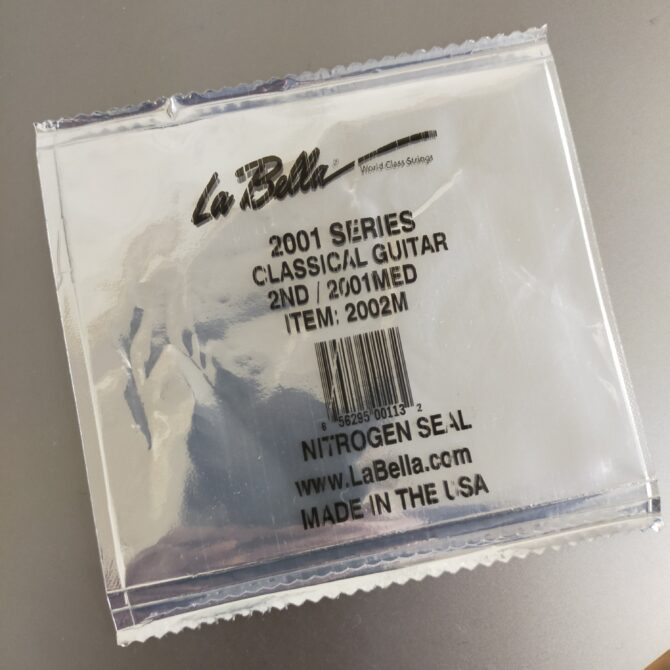 La Bella® World Class Strings
2001 SERIES
CLASSICAL GUITAR
2ND / 2001MED
ITEM: 2002M
6 56295 00113 2
NITROGEN SEAL
www.LaBella.com
MADE IN THE USA